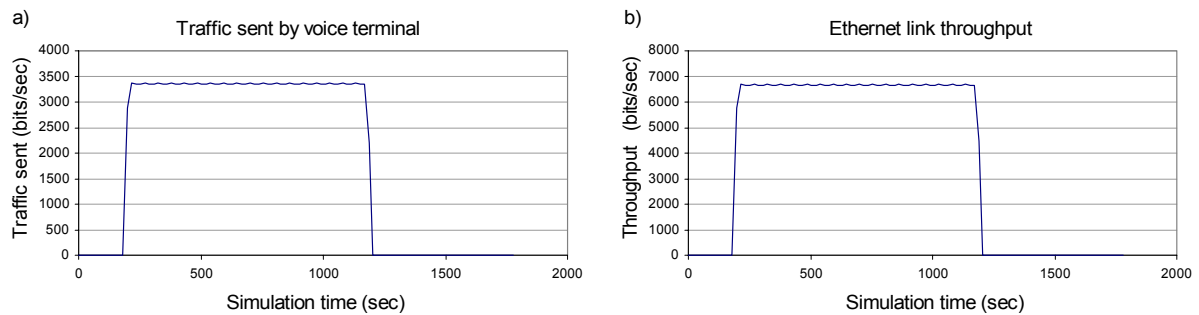 a)
Traffic sent by voice terminal
4000
3500
3000
2500
2000
1500
1000
500
0
Traffic sent (bits/sec)
0 500 1000 1500 2000
Simulation time (sec)
b)
Ethernet link throughput
8000
7000
6000
5000
4000
3000
2000
1000
0
Throughput (bits/sec)
0 500 1000 1500 2000
Simulation time (sec)